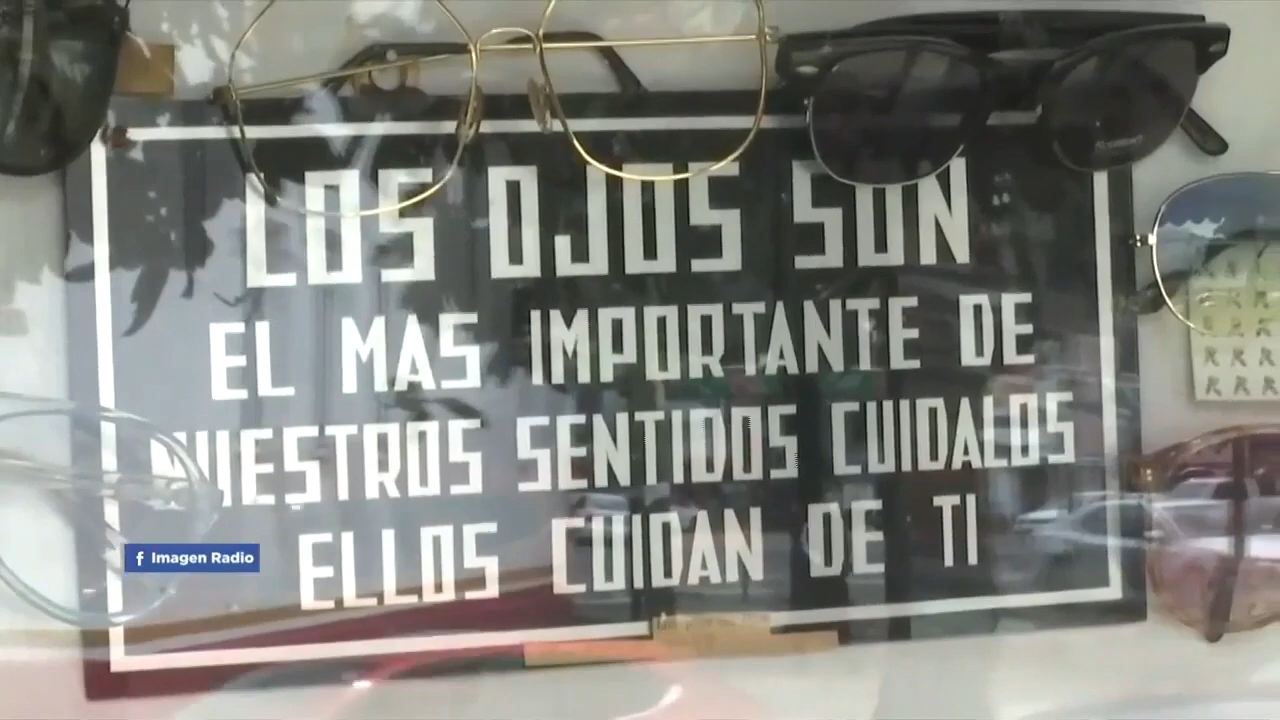 LOS OJOS SON
EL MAS IMPORTANTE DE
NUESTROS SENTIDOS CUIDALOS
ELLOS CUIDAN DE TI
f Imagen Radio